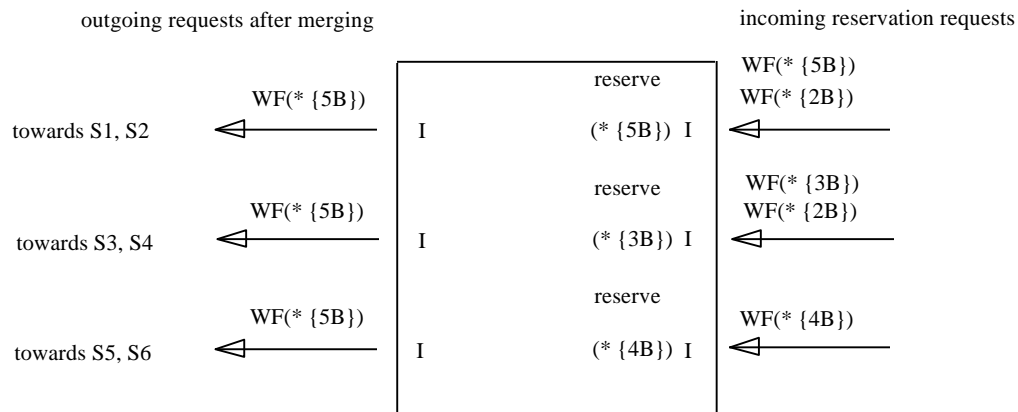 outgoing requests after merging
incoming reservation requests
WF(* {5B})
reserve
WF(* {5B})
WF(* {2B})
towards S1, S2
I
(* {5B}) I
WF(* {3B})
reserve
WF(* {5B})
WF(* {2B})
towards S3, S4
I
(* {3B}) I
reserve
WF(* {5B})
WF(* {4B})
towards S5, S6
I
(* {4B}) I